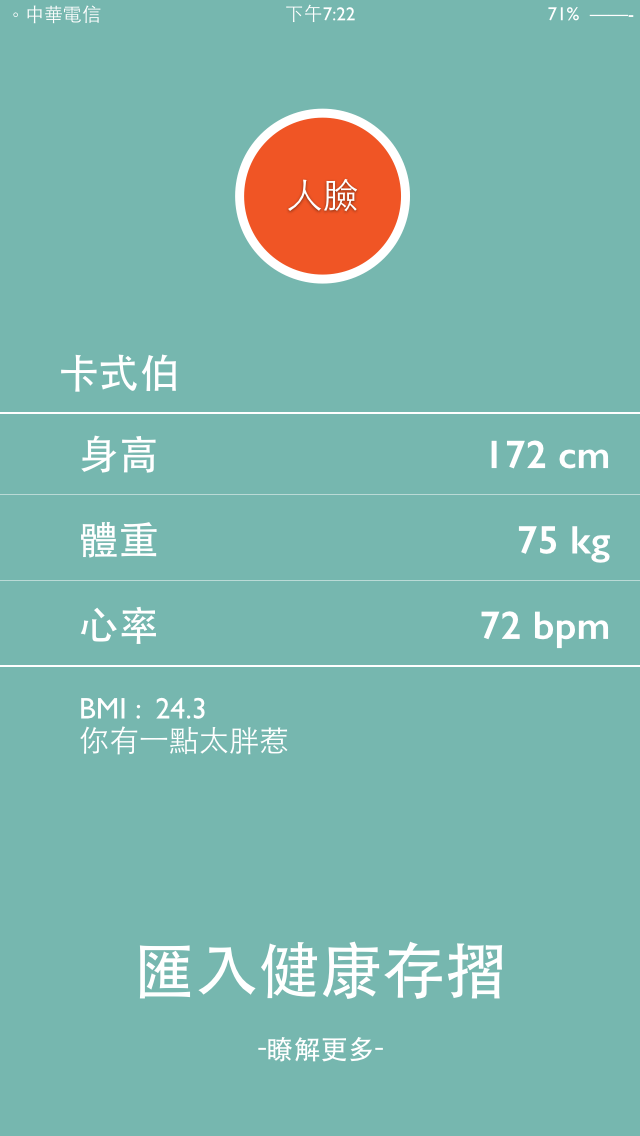 。中華電信 下午7:22 71%
人臉
卡式伯
身高 172 cm
體重 75 kg
心率 72 bpm
BMI : 24.3
你有一點太胖惹
匯入健康存摺
-瞭解更多-